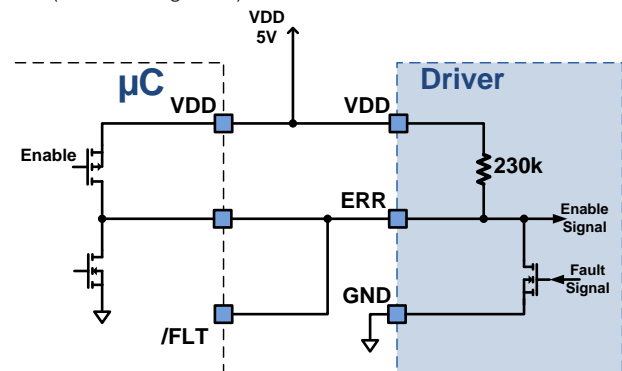 VDD
5V
µC
Driver
VDD
VDD
Enable
230k
ERR
Enable
Signal
Fault
Signal
GND
/FLT